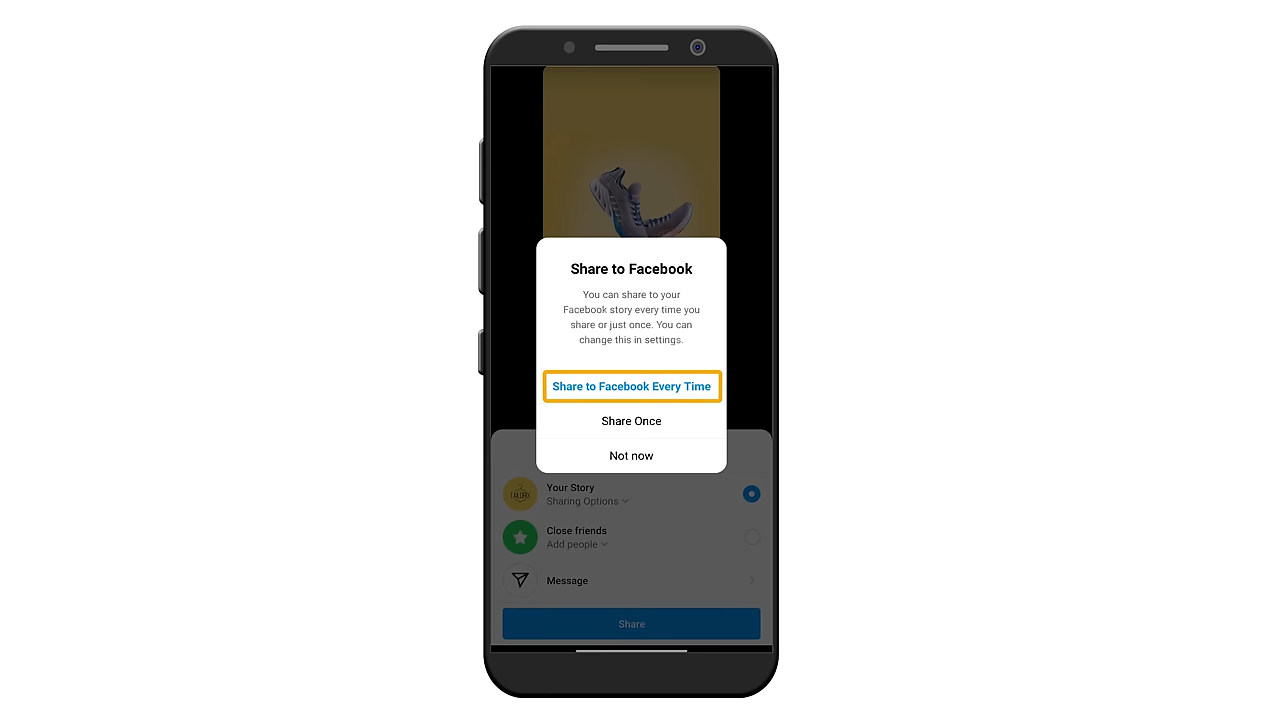 Share to Facebook
You can share to your
Facebook story every time you
share or just once. You can
change this in settings.
Share to Facebook Every Time
Share Once
Not now
TAILORIX
Your Story
Sharing Options
Close friends
Add people
Message
Share